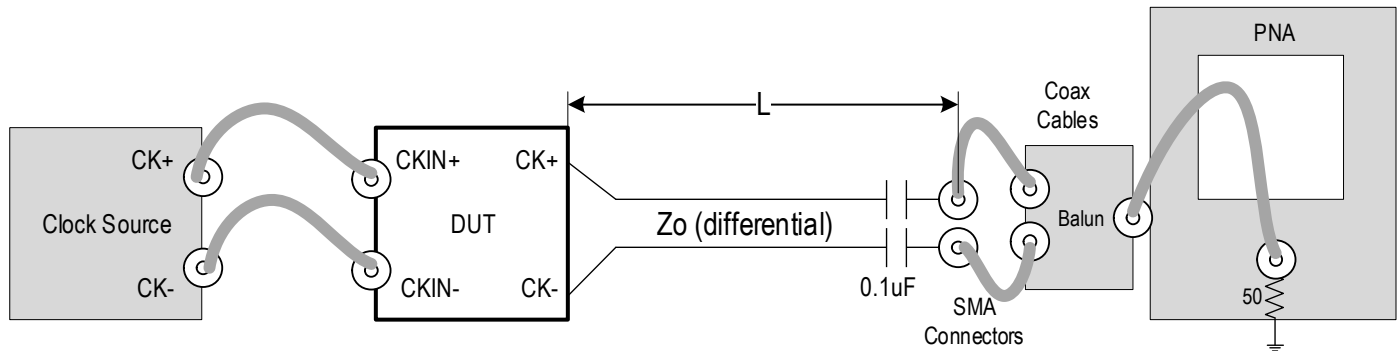 PNA
L
Coax
Cables
CK+
CKIN+
CK+
Clock Source
DUT
Zo (differential)
Balun
CK-
CKIN-
CK-
0.1uF
SMA
Connectors
50